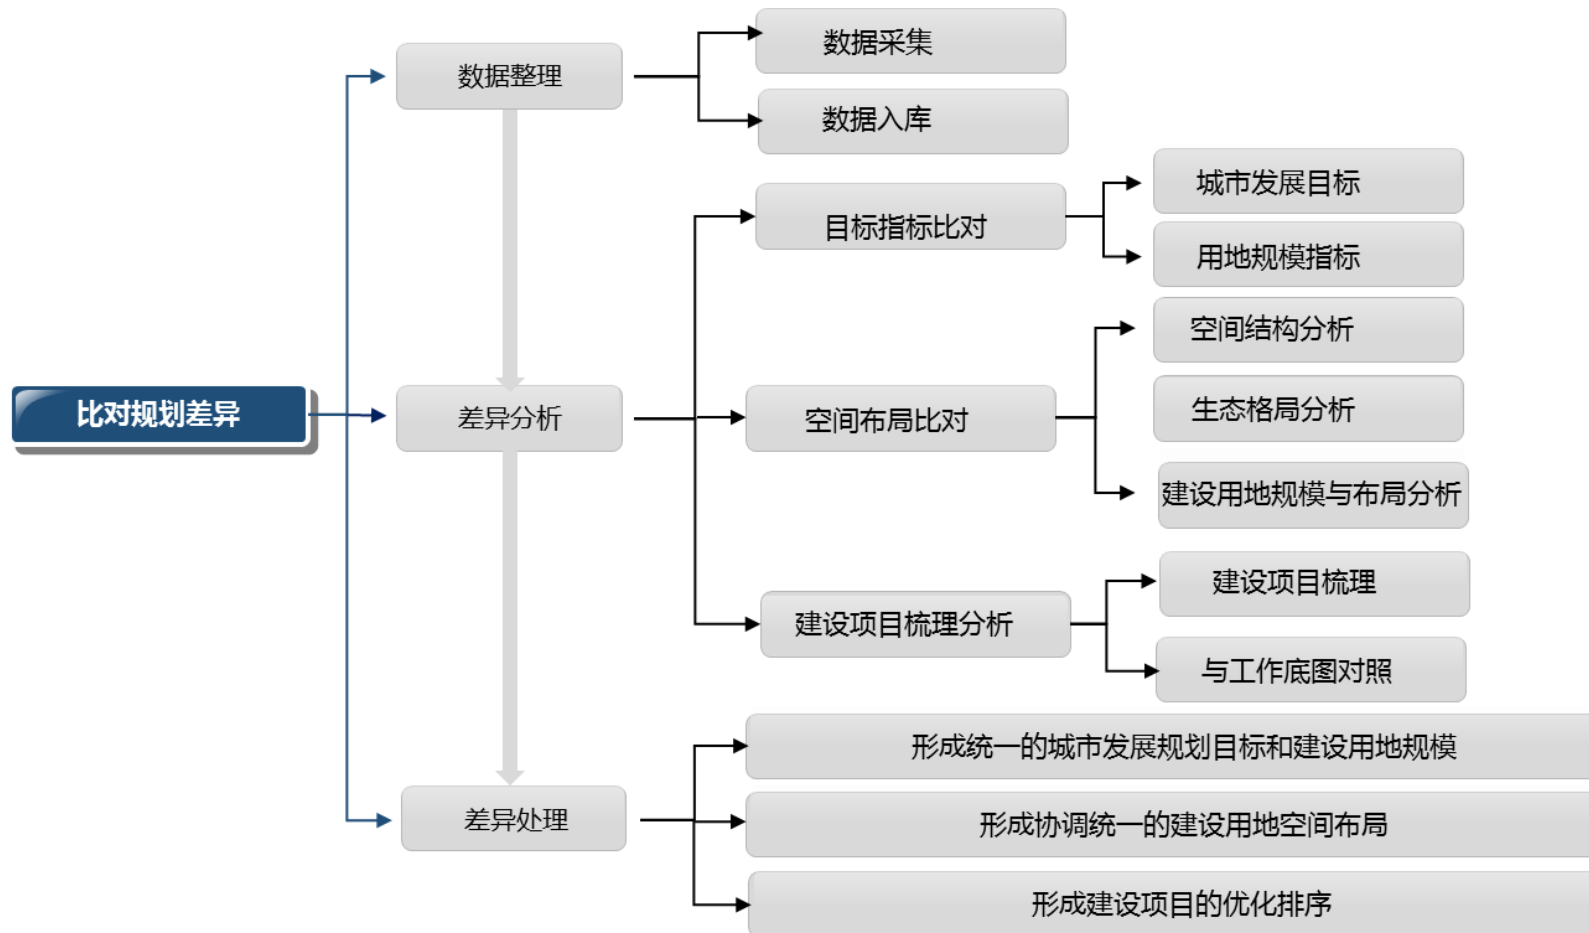 数据采集
数据整理
数据入库
城市发展目标
目标指标比对
用地规模指标
空间结构分析
比对规划差异
差异分析
空间布局比对
生态格局分析
建设用地规模与布局分析
建设项目梳理
建设项目梳理分析
与工作底图对照
形成统一的城市发展规划目标和建设用地规模
差异处理
形成协调统一的建设用地空间布局
形成建设项目的优化排序